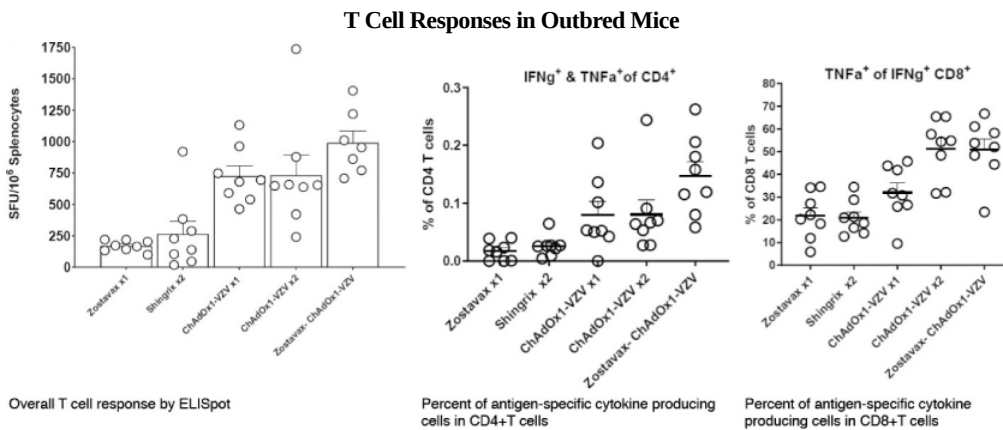 T Cell Responses in Outbred Mice
SFU/10⁶ Splenocytes
1750
1500
1250
1000
750
500
250
0
Zostavax x1
Shingrix x2
ChAdOx1-VZV x1
ChAdOx1-VZV x2
Zostavax- ChAdOx1-VZV
Overall T cell response by ELISpot
IFNg⁺ & TNFa⁺of CD4⁺
% of CD4 T cells
0.3
0.2
0.1
0.0
Zostavax x1
Shingrix x2
ChAdOx1-VZV x1
ChAdOx1-VZV x2
Zostavax- ChAdOx1-VZV
Percent of antigen-specific cytokine producing
cells in CD4+T cells
TNFa⁺ of IFNg⁺ CD8⁺
% of CD8 T cells
80
70
60
50
40
30
20
10
0
Zostavax x1
Shingrix x2
ChAdOx1-VZV x1
ChAdOx1-VZV x2
Zostavax- ChAdOx1-VZV
Percent of antigen-specific cytokine
producing cells in CD8+T cells